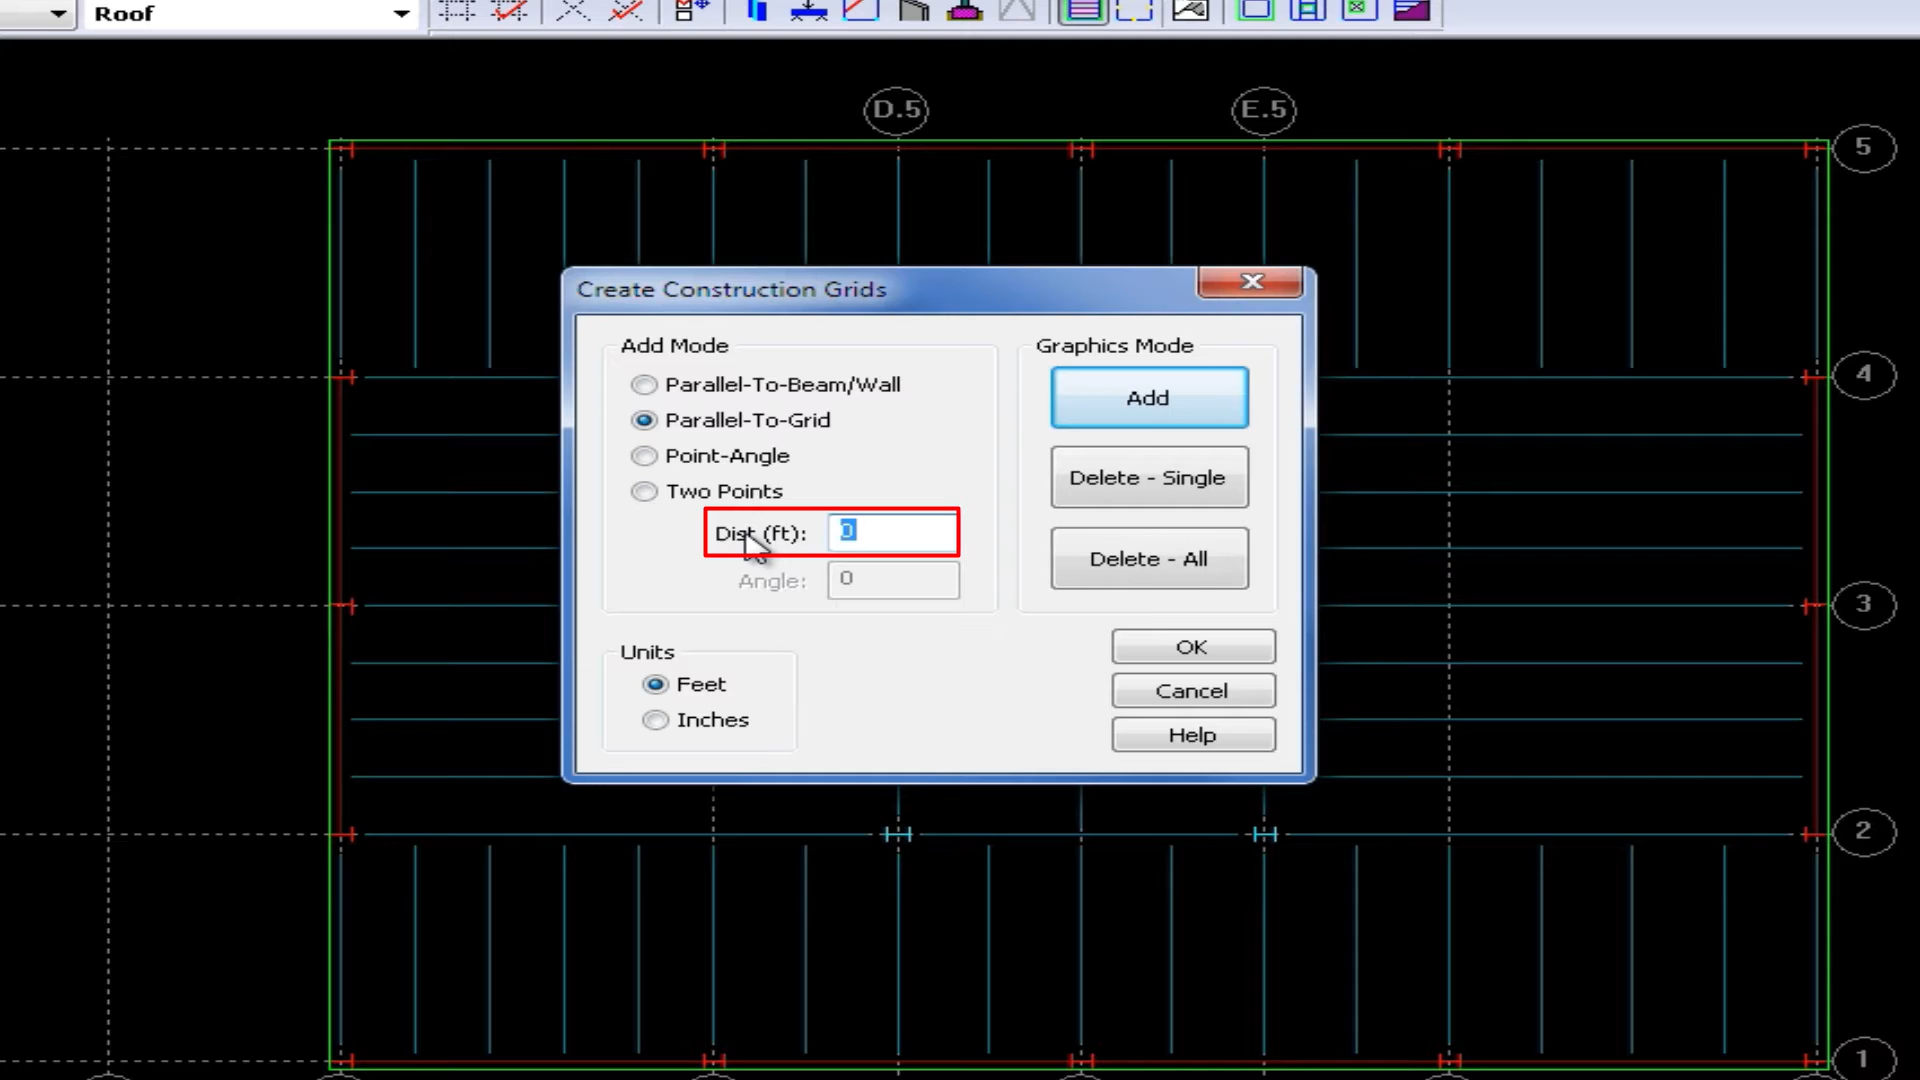 Roof
D.5
E.5
5
Create Construction Grids
Add Mode
Graphics Mode
Parallel-To-Beam/Wall
Add
4
Parallel-To-Grid
Point-Angle
Delete - Single
Two Points
Dist (ft):
0
Delete - All
Angle:
0
3
Units
OK
Feet
Cancel
Inches
Help
2
1